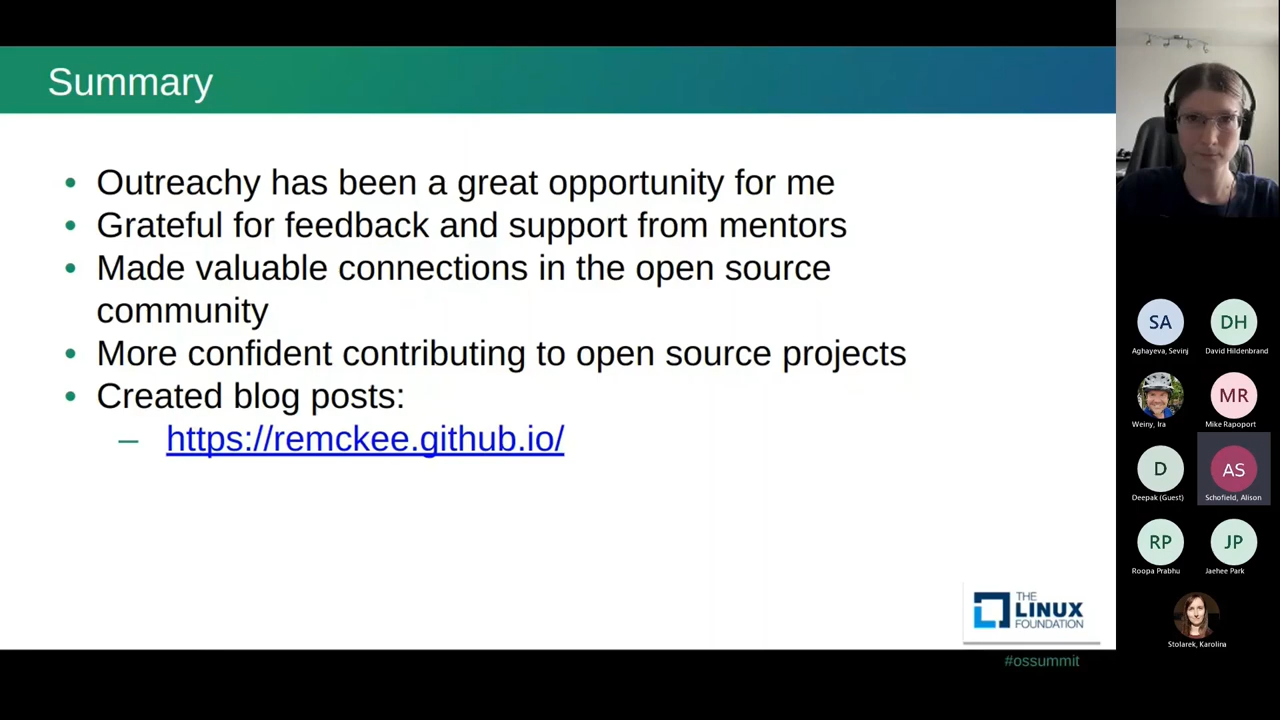 Summary
• Outreachy has been a great opportunity for me
• Grateful for feedback and support from mentors
• Made valuable connections in the open source
community
• More confident contributing to open source projects
• Created blog posts:
– https://remckee.github.io/
THE
LINUX
FOUNDATION
#ossummit
SA
DH
Aghayeva, Sevinj
David Hildenbrand
MR
Weiny, Ira
Mike Rapoport
D
AS
Deepak (Guest)
Schofield, Alison
RP
JP
Roopa Prabhu
Jaehee Park
Stolarek, Karolina